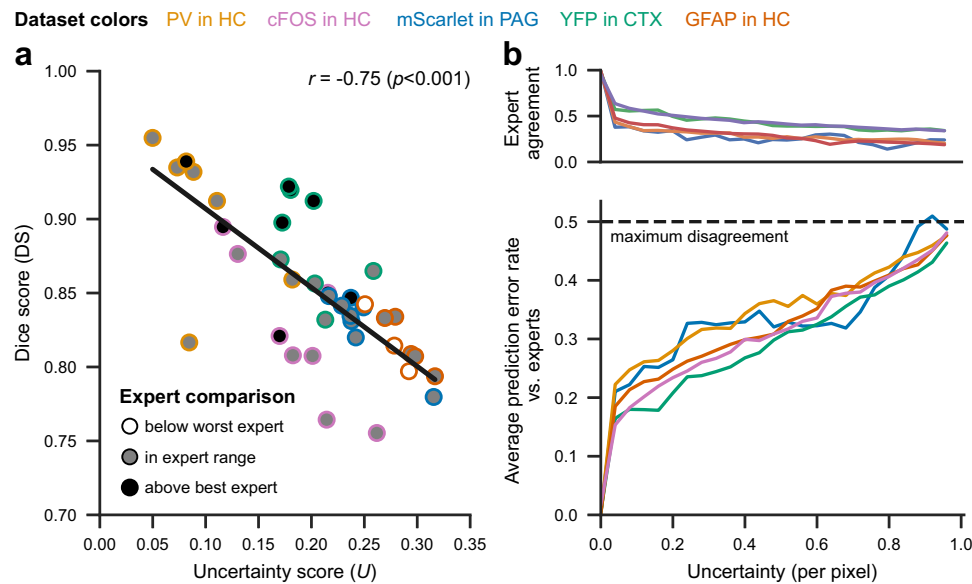 Dataset colors PV in HC cFOS in HC mScarlet in PAG YFP in CTX GFAP in HC
a
r = -0.75 (p<0.001)
1.00
0.95
0.90
0.85
0.80
0.75
0.70
Dice score (DS)
Expert comparison
below worst expert
in expert range
above best expert
0.00 0.05 0.10 0.15 0.20 0.25 0.30 0.35
Uncertainty score (U)
b
Expert
agreement
1.0
0.5
0.0
Average prediction error rate
vs. experts
0.5
0.4
0.3
0.2
0.1
0.0
maximum disagreement
0.0 0.2 0.4 0.6 0.8 1.0
Uncertainty (per pixel)